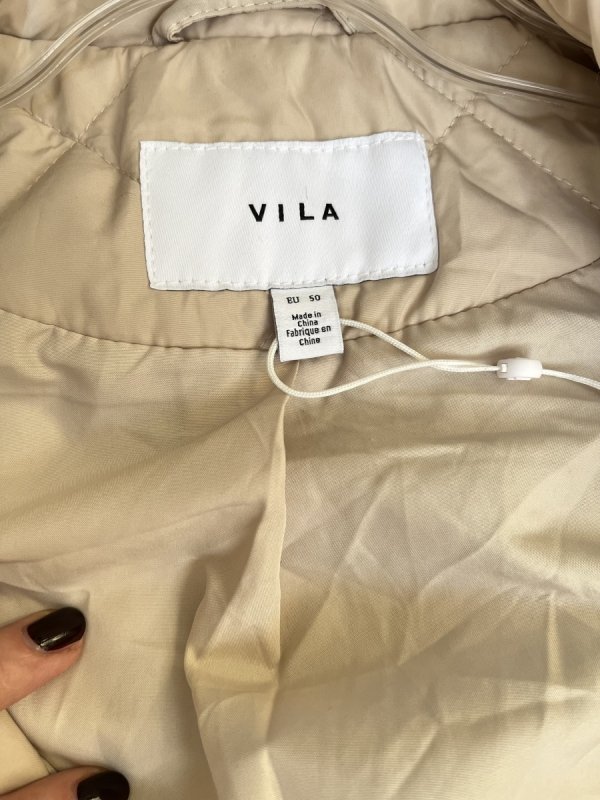 VILA
EU 50
Made in
China
Fabriqué en
Chine